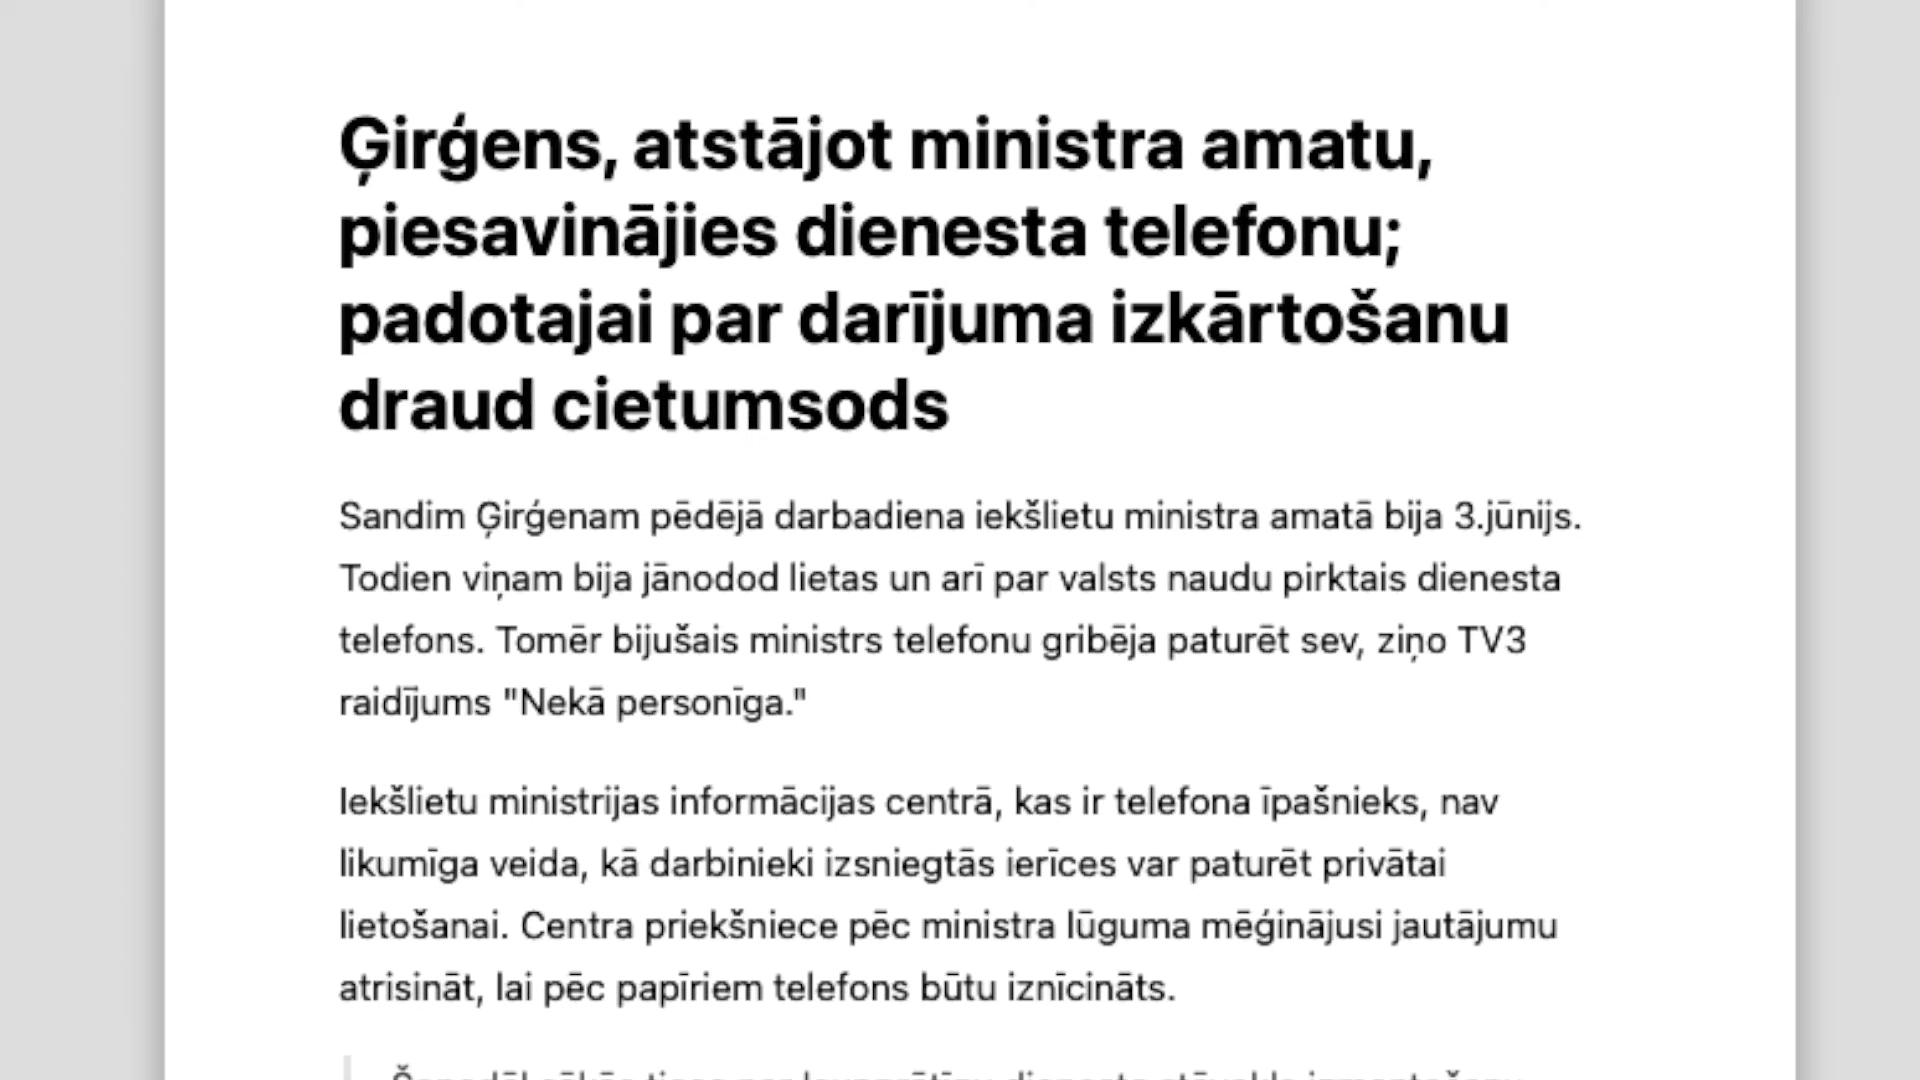 Ģirģens, atstājot ministra amatu,
piesavinājies dienesta telefonu;
padotajai par darījuma izkārtošanu
draud cietumsods
Sandim Ģirģenam pēdējā darbadiena iekšlietu ministra amatā bija 3.jūnijs.
Todien viņam bija jānodod lietas un arī par valsts naudu pirktais dienesta
telefons. Tomēr bijušais ministrs telefonu gribēja paturēt sev, ziņo TV3
raidījums "Nekā personīga."
Iekšlietu ministrijas informācijas centrā, kas ir telefona īpašnieks, nav
likumīga veida, kā darbinieki izsniegtās ierīces var paturēt privātai
lietošanai. Centra priekšniece pēc ministra lūguma mēģinājusi jautājumu
atrisināt, lai pēc papīriem telefons būtu iznīcināts.